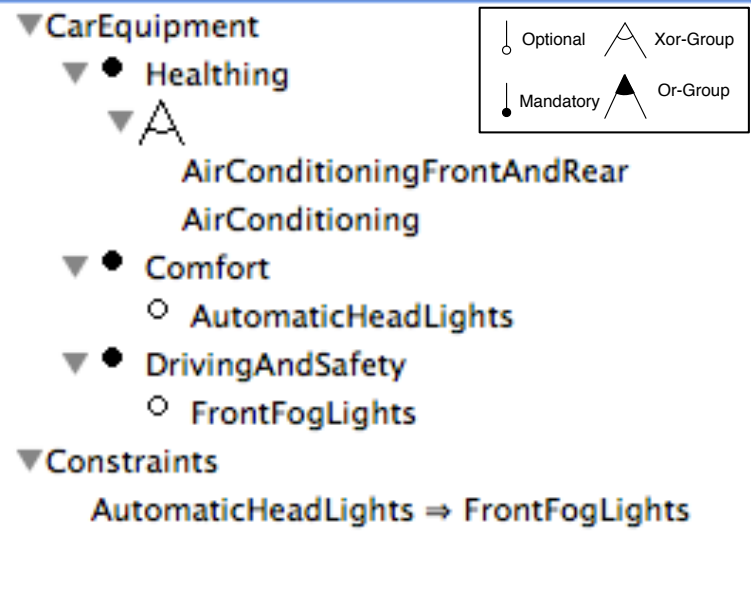 CarEquipment
Healthing
AirConditioningFrontAndRear
AirConditioning
Comfort
AutomaticHeadLights
DrivingAndSafety
FrontFogLights
Constraints
AutomaticHeadLights ⇒ FrontFogLights
Optional Xor-Group
Mandatory Or-Group